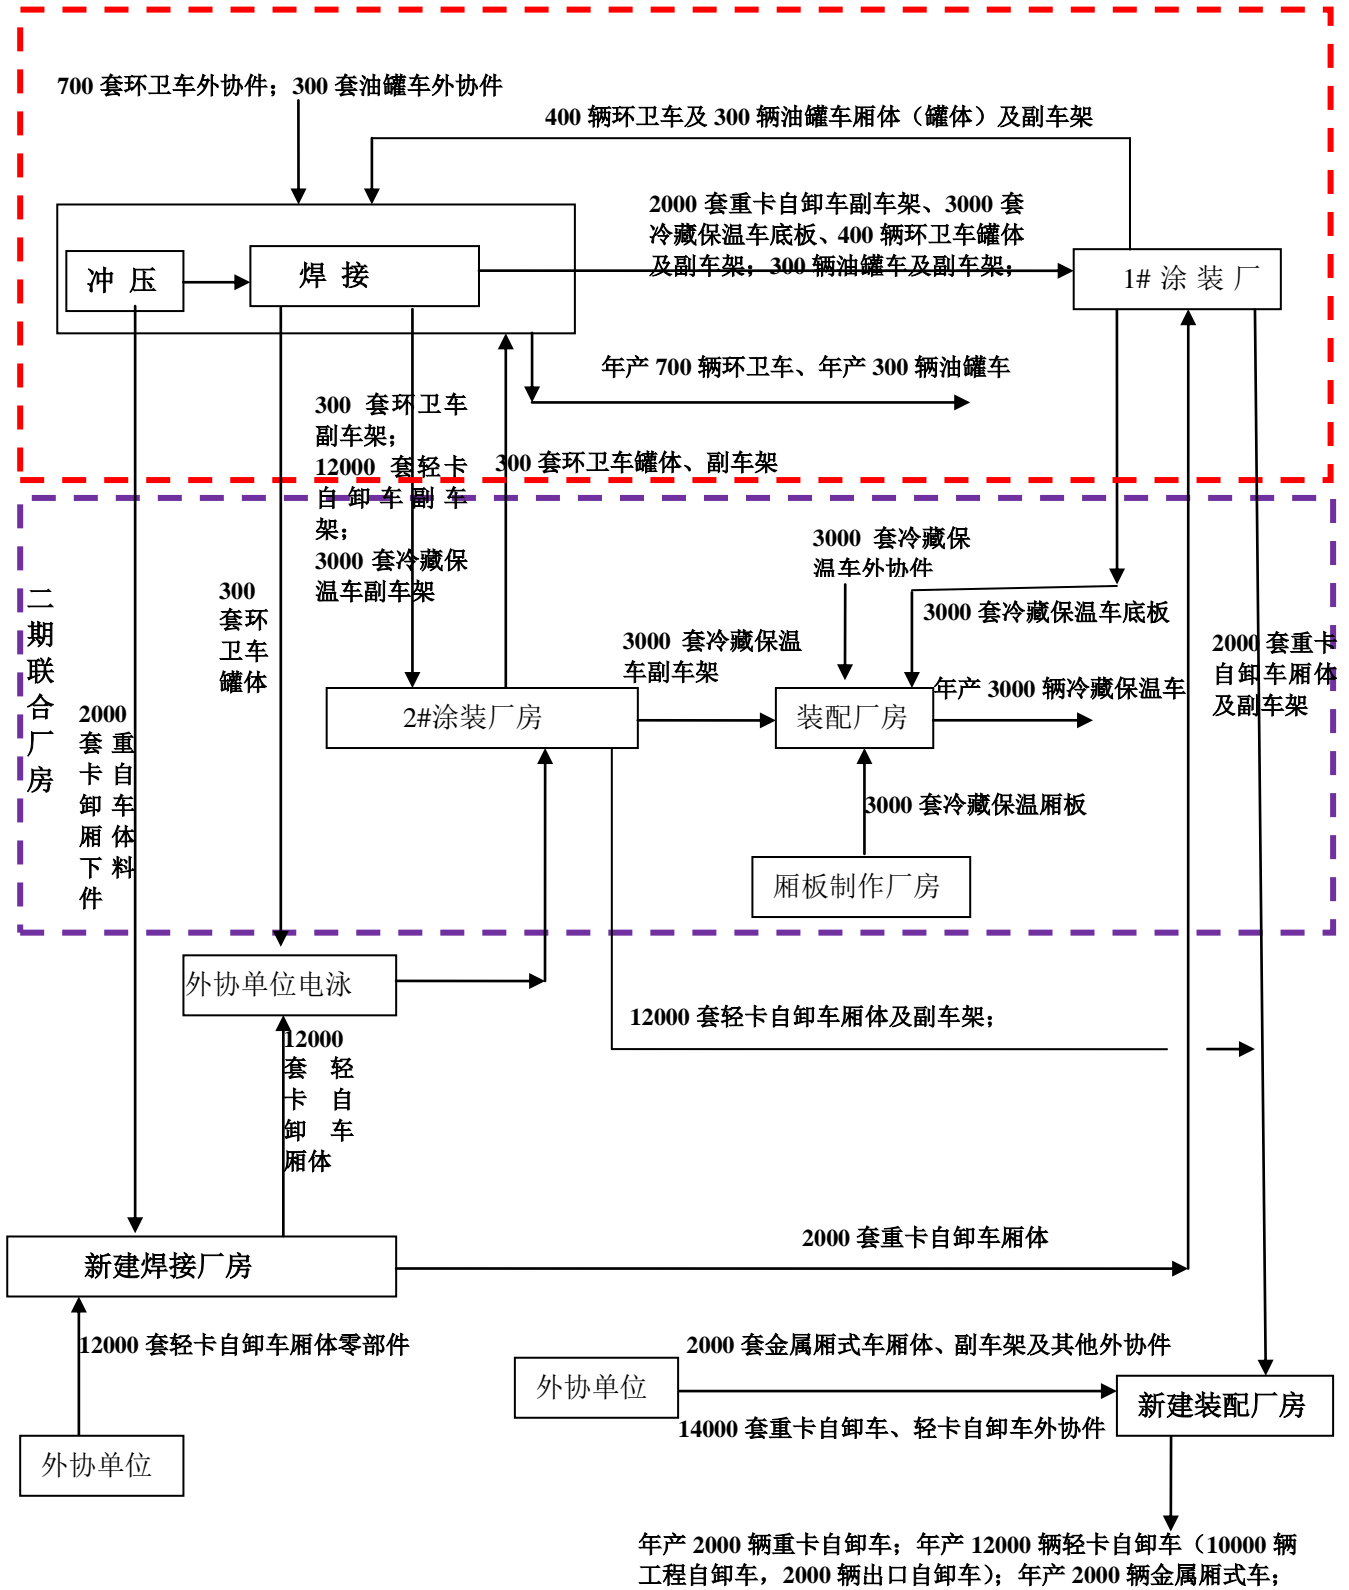 700 套环卫车外协件；300 套油罐车外协件
400 辆环卫车及 300 辆油罐车厢体（罐体）及副车架
2000 套重卡自卸车副车架、3000 套
冷藏保温车底板、400 辆环卫车罐体
及副车架；300 辆油罐车及副车架；
冲 压
焊 接
1# 涂 装 厂
年产 700 辆环卫车、年产 300 辆油罐车
300 套环卫车
副车架；
12000 套轻卡
自卸车副车
架；
3000 套冷藏保
温车副车架
300 套环卫车罐体、副车架
3000 套冷藏保
温车外协件
二
期
联
合
厂
房
300
套环
卫车
罐体
3000 套冷藏保温车底板
3000 套冷藏保温
车副车架
2000 套重卡
自卸车厢体
及副车架
年产 3000 辆冷藏保温车
2#涂装厂房
装配厂房
2000
套 重
卡 自
卸 车
厢 体
下 料
件
3000 套冷藏保温厢板
厢板制作厂房
外协单位电泳
12000 套轻卡自卸车厢体及副车架；
12000
套 轻
卡 自
卸 车
厢体
2000 套重卡自卸车厢体
新建焊接厂房
12000 套轻卡自卸车厢体零部件
2000 套金属厢式车厢体、副车架及其他外协件
外协单位
新建装配厂房
14000 套重卡自卸车、轻卡自卸车外协件
外协单位
年产 2000 辆重卡自卸车；年产 12000 辆轻卡自卸车（10000 辆
工程自卸车，2000 辆出口自卸车）；年产 2000 辆金属厢式车；